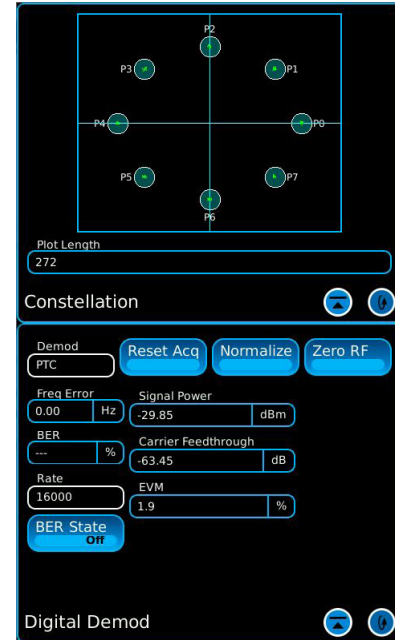 P2
P3
P1
P4
P0
P5
P7
P6
Plot Length
272
Constellation
Demod
PTC
Reset Acq
Normalize
Zero RF
Freq Error
0.00 Hz
Signal Power
-29.85 dBm
BER
--- %
Carrier Feedthrough
-63.45 dB
Rate
16000
EVM
1.9 %
BER State
Off
Digital Demod